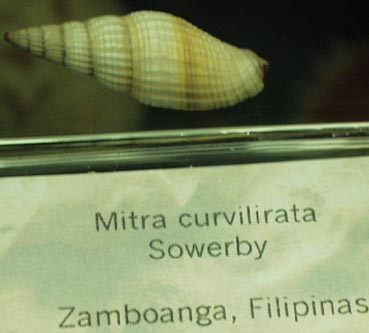 Mitra curvilirata
Sowerby
Zamboanga, Filipinas